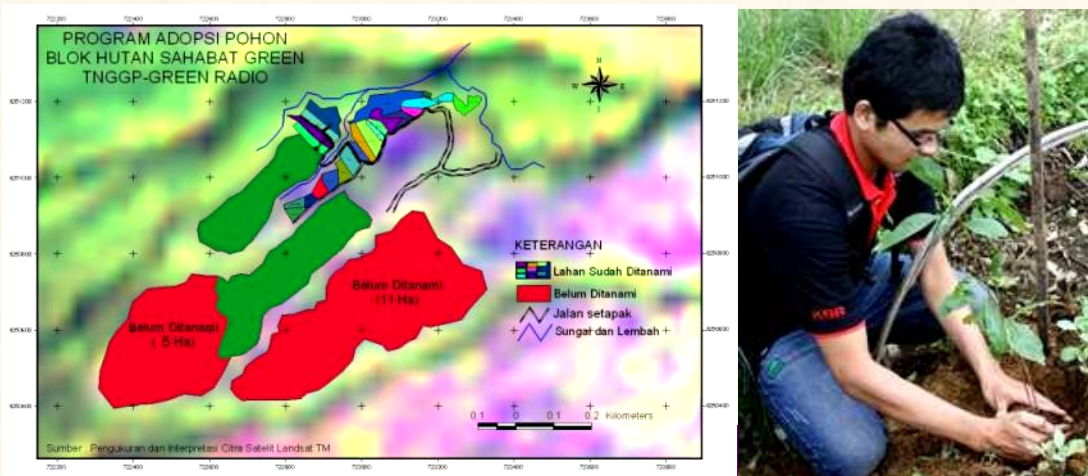 PROGRAM ADOPSI POHON
BLOK HUTAN SAHABAT GREEN
TNGGP-GREEN RADIO
W E
KETERANGAN
Lahan Sudah Ditanami
Belum Ditanami
Jalan setapak
Sungai dan Lembah
Belum Ditanami
(11 Ha)
Belum Ditanami
( 5 Ha)
0.1 0 0.1 0.2 Kilometers
Sumber : Pengukuran dan Interpretasi Citra Satelit Landsat TM
KBR